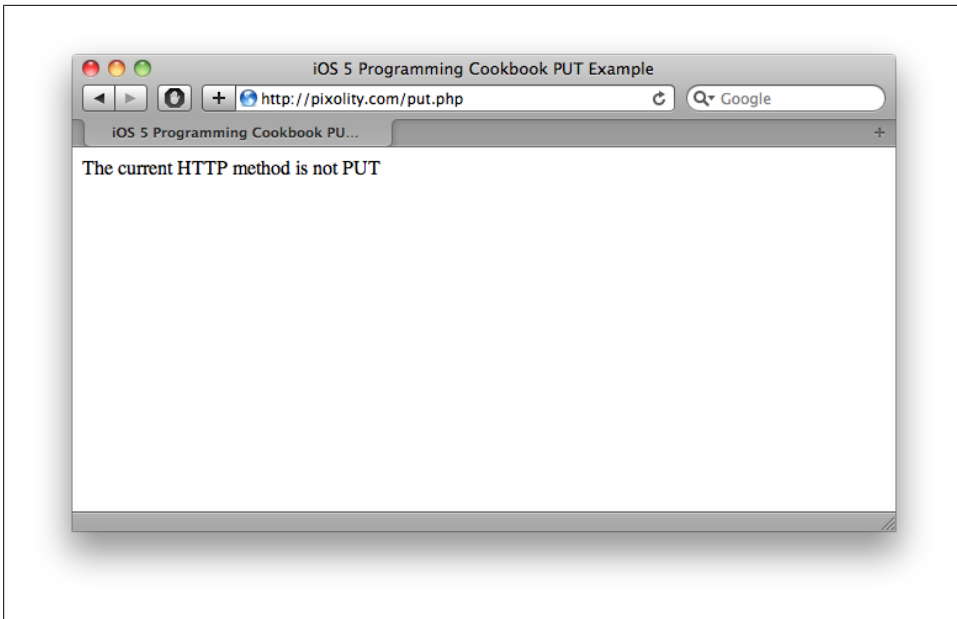 iOS 5 Programming Cookbook PUT Example
http://pixolity.com/put.php
Google
iOS 5 Programming Cookbook PU...
The current HTTP method is not PUT